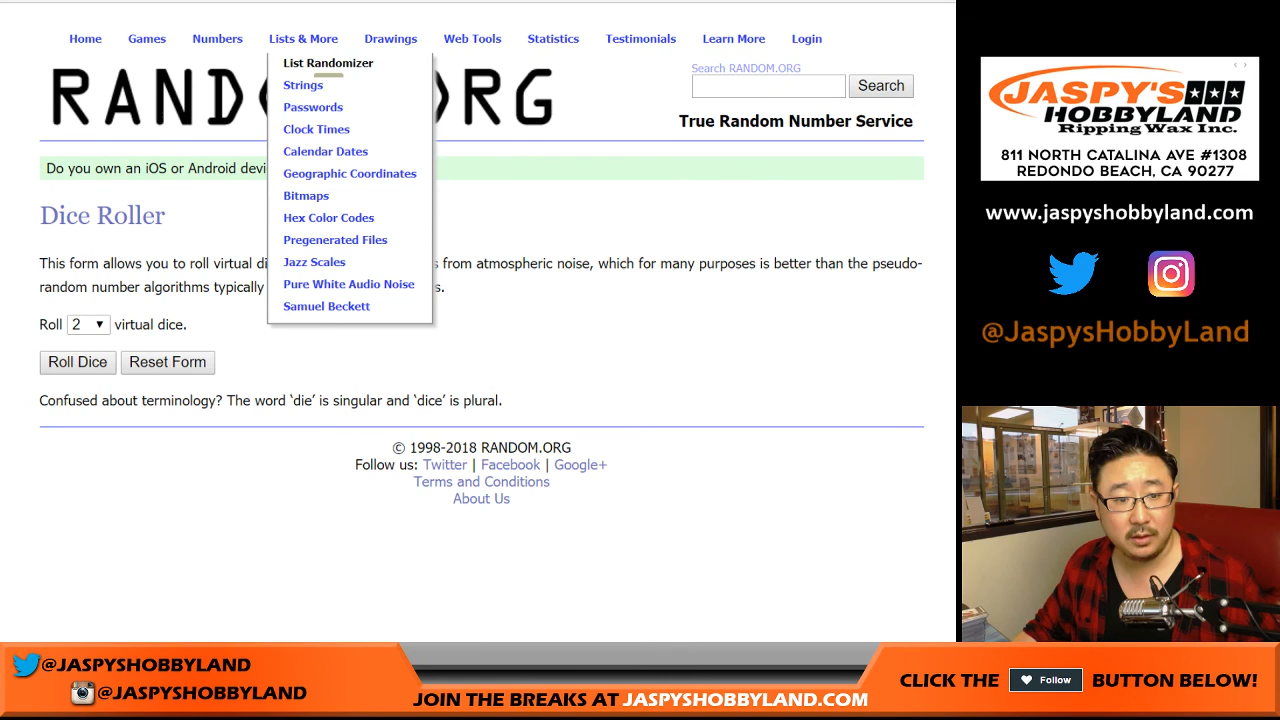 Home Games Numbers Lists & More Drawings Web Tools Statistics Testimonials Learn More Login
List Randomizer
Strings
Passwords
Clock Times
Calendar Dates
Geographic Coordinates
Bitmaps
Hex Color Codes
Pregenerated Files
Jazz Scales
Pure White Audio Noise
Samuel Beckett
RAND RG
Search RANDOM.ORG
Search
True Random Number Service
Do you own an iOS or Android devi
Dice Roller
This form allows you to roll virtual di s from atmospheric noise, which for many purposes is better than the pseudo-
random number algorithms typically s.
Roll 2 virtual dice.
Roll Dice Reset Form
Confused about terminology? The word ‘die’ is singular and ‘dice’ is plural.
© 1998-2018 RANDOM.ORG
Follow us: Twitter | Facebook | Google+
Terms and Conditions
About Us
JASPY'S
HOBBYLAND
Ripping Wax Inc.
811 NORTH CATALINA AVE #1308
REDONDO BEACH, CA 90277
www.jaspyshobbyland.com
@JaspysHobbyLand
@JASPYSHOBBYLAND
@JASPYSHOBBYLAND
JOIN THE BREAKS AT JASPYSHOBBYLAND.COM
CLICK THE Follow BUTTON BELOW!